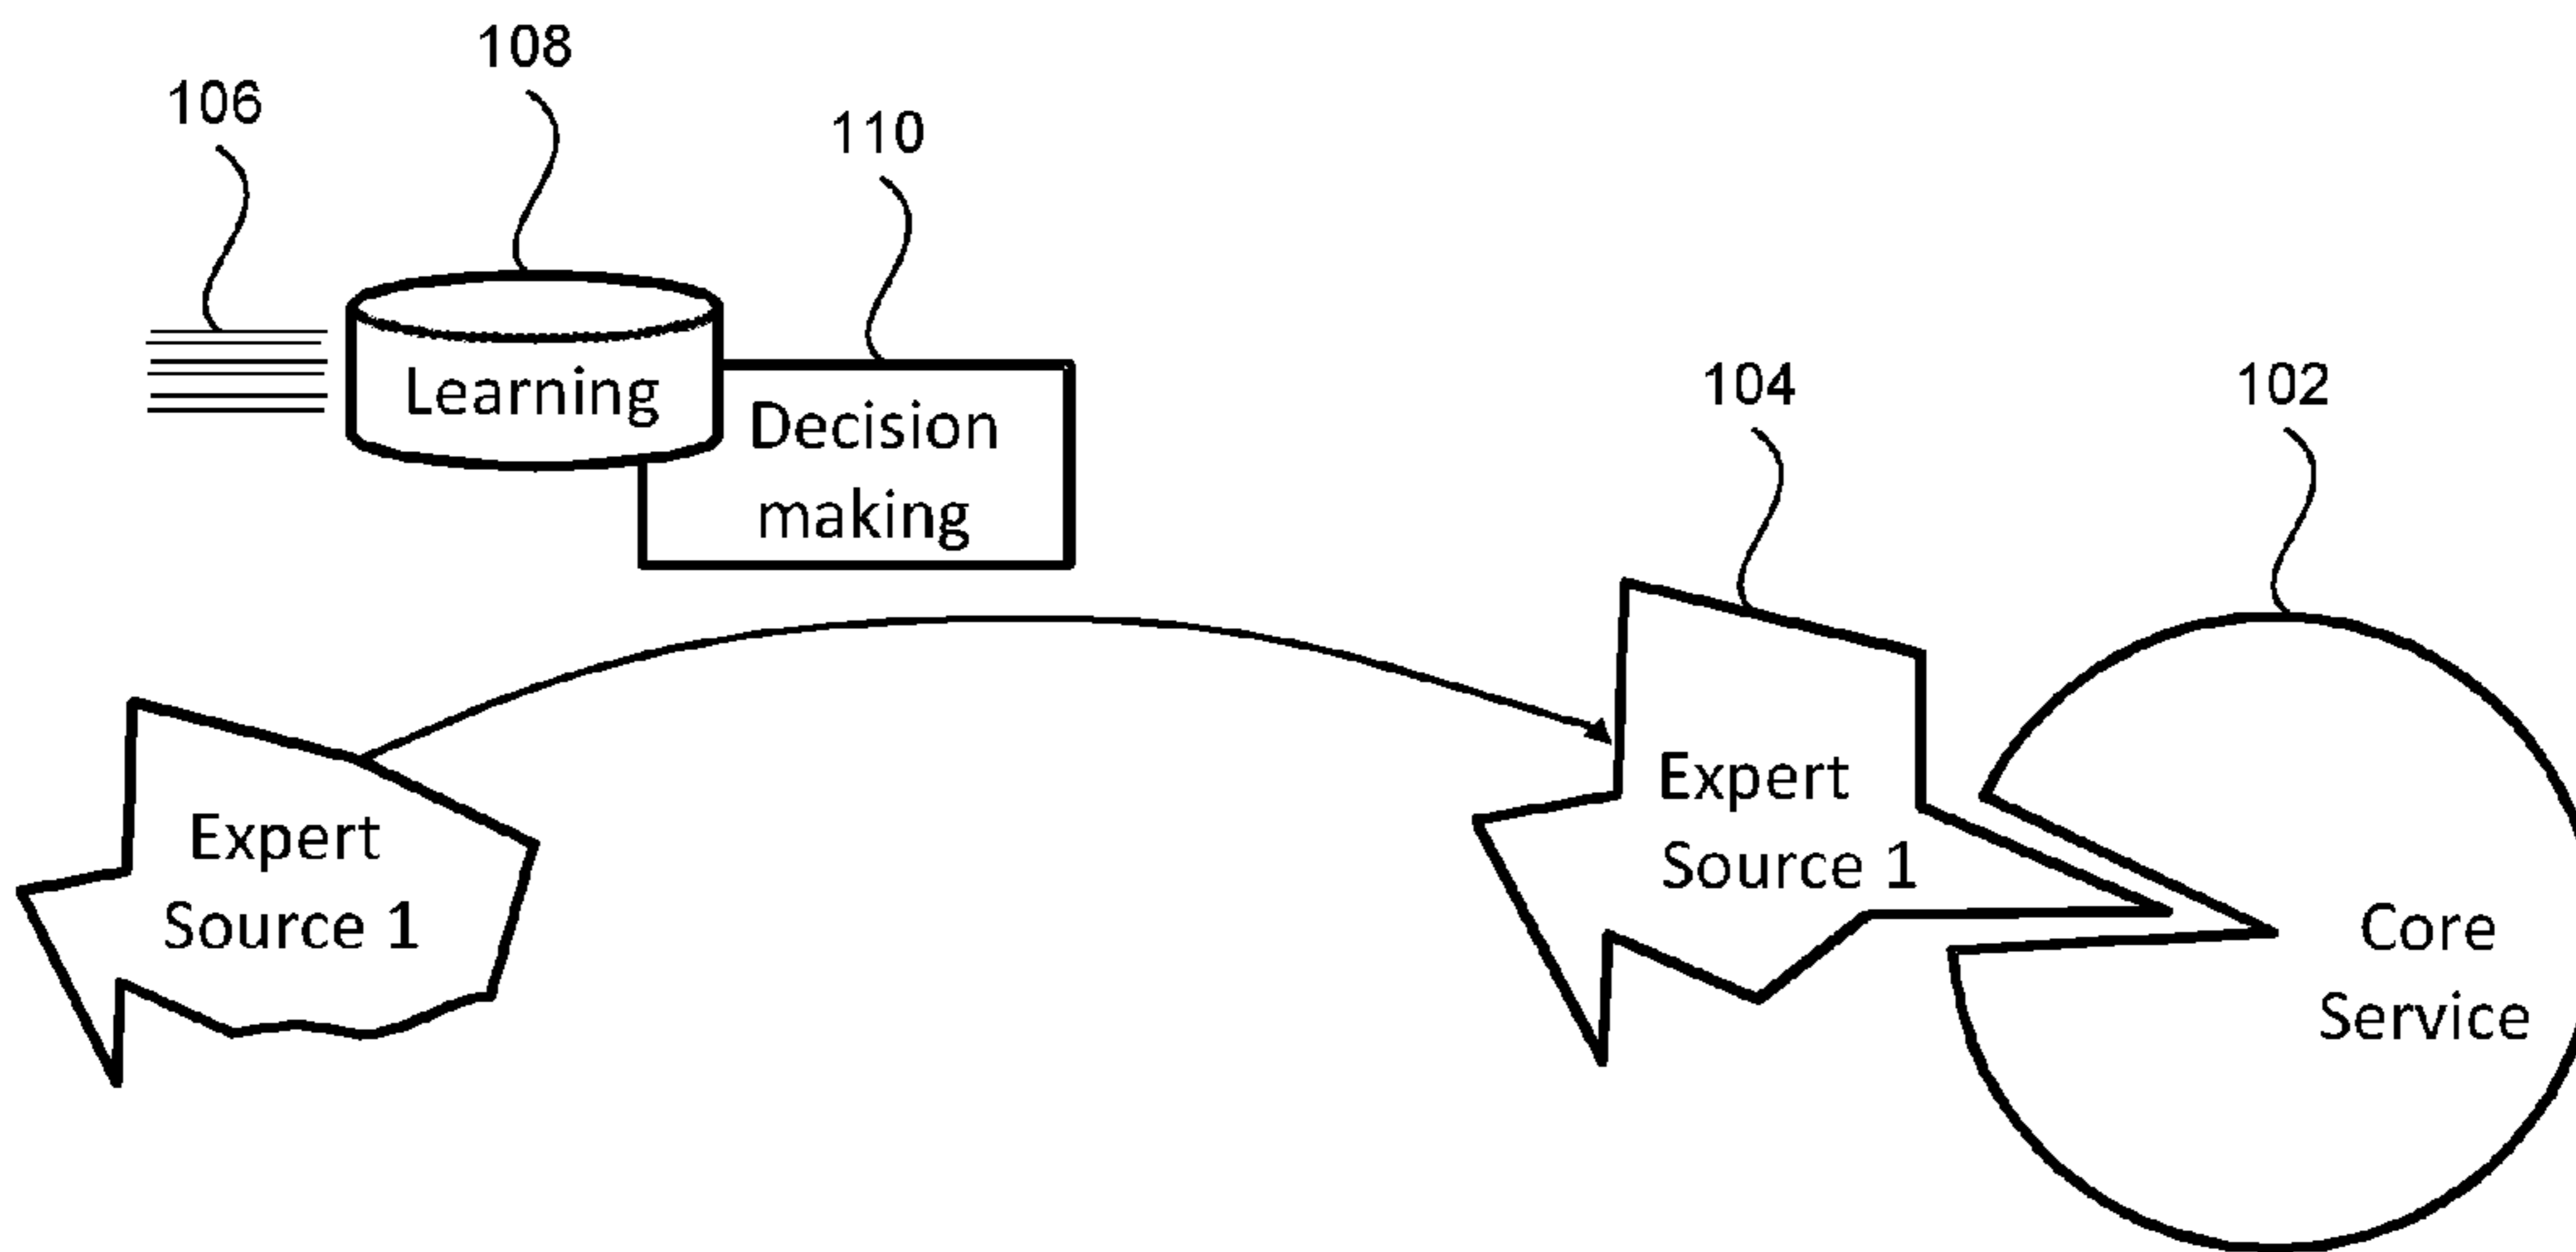 108
106
110
Learning
Decision
making
104
102
Expert
Source 1
Expert
Source 1
Core
Service